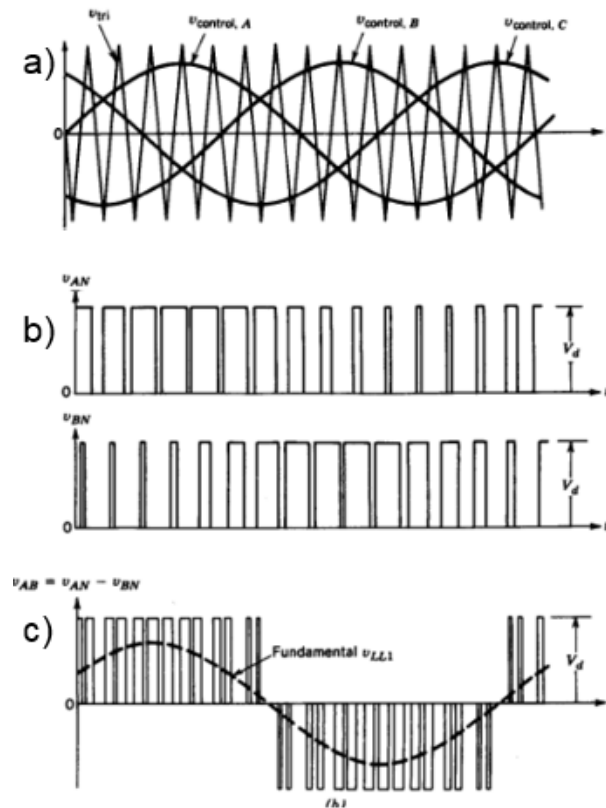 v_tri v_control, A v_control, B v_control, C
a)
0
v_AN
b)
V_d
0
v_BN
V_d
0
v_AB = v_AN − v_BN
c)
Fundamental v_LL1
V_d
0
(b)